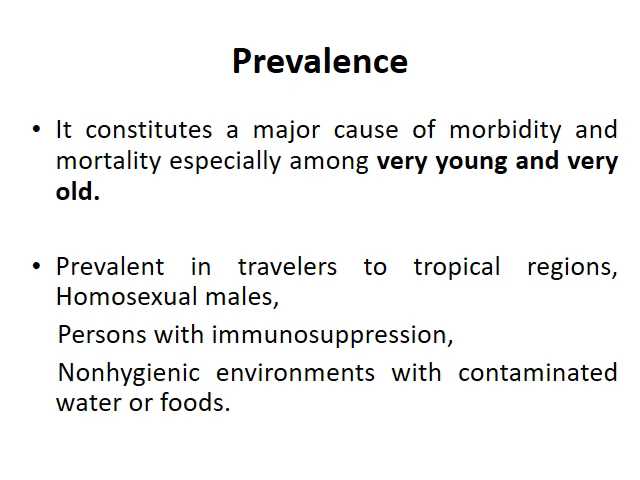 Prevalence
• It constitutes a major cause of morbidity and
mortality especially among very young and very
old.
• Prevalent in travelers to tropical regions,
Homosexual males,
Persons with immunosuppression,
Nonhygienic environments with contaminated
water or foods.